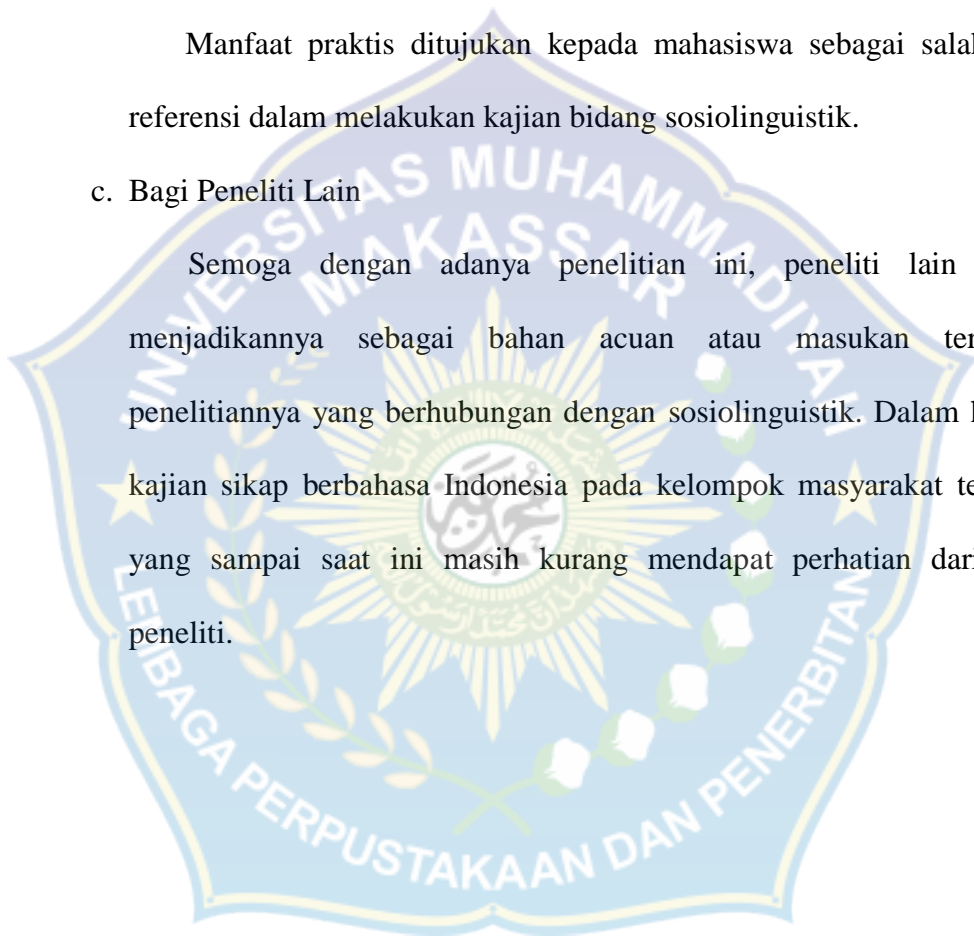 Manfaat praktis ditujukan kepada mahasiswa sebagai
referensi dalam melakukan kajian bidang sosiolinguistik.
c. Bagi Peneliti Lain
Semoga dengan adanya penelitian ini, peneliti lain
menjadikannya sebagai bahan acuan atau masukan
penelitiannya yang berhubungan dengan sosiolinguistik. Dalam
kajian sikap berbahasa Indonesia pada kelompok masyarakat
yang sampai saat ini masih kurang mendapat perhatian dari
peneliti.
UNIVERSITAS MUHAMMADIYAH
MAKASSAR
LEMBAGA PERPUSTAKAAN DAN PENERBITAN